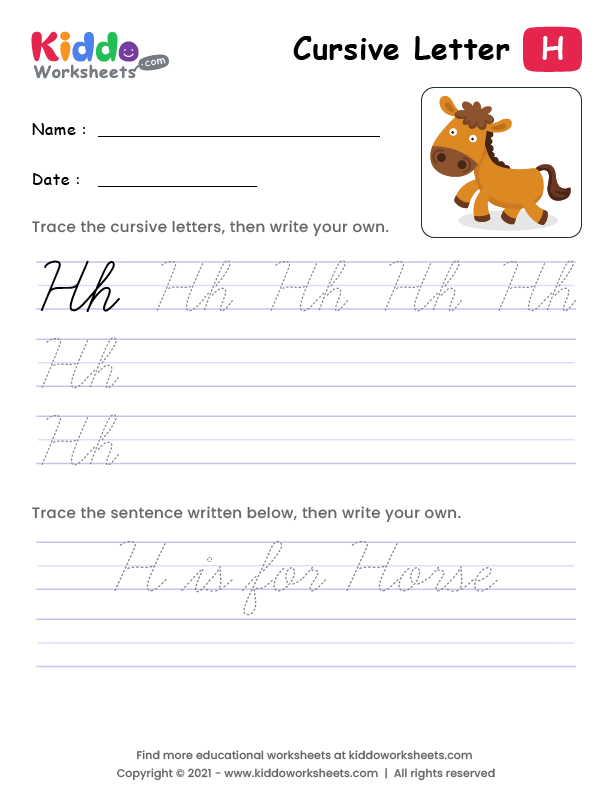 Kiddo
Worksheets .com
Cursive Letter H
Name :
Date :
Trace the cursive letters, then write your own.
Hh Hh Hh Hh Hh
Hh
Hh
Trace the sentence written below, then write your own.
H is for Horse
Find more educational worksheets at kiddoworksheets.com
Copyright © 2021 - www.kiddoworksheets.com | All rights reserved